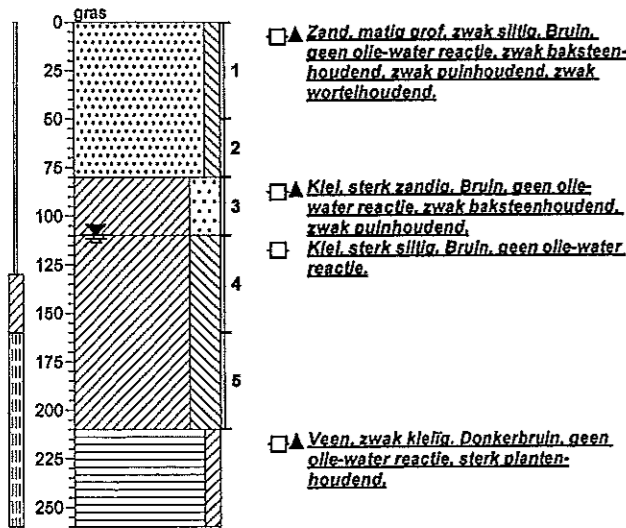 gras
0
25
50
75
100
125
150
175
200
225
250
1
2
3
4
5
Zand, matig grof, zwak siltig, Bruin,
geen olie-water reactie, zwak baksteen-
houdend, zwak puinhoudend, zwak
wortelhoudend,
Klei, sterk zandig, Bruin, geen olie-
water reactie, zwak baksteenhoudend,
zwak puinhoudend,
Klei, sterk siltig, Bruin, geen olie-water
reactie,
Veen, zwak kleiïg, Donkerbruin, geen
olie-water reactie, sterk planten-
houdend,